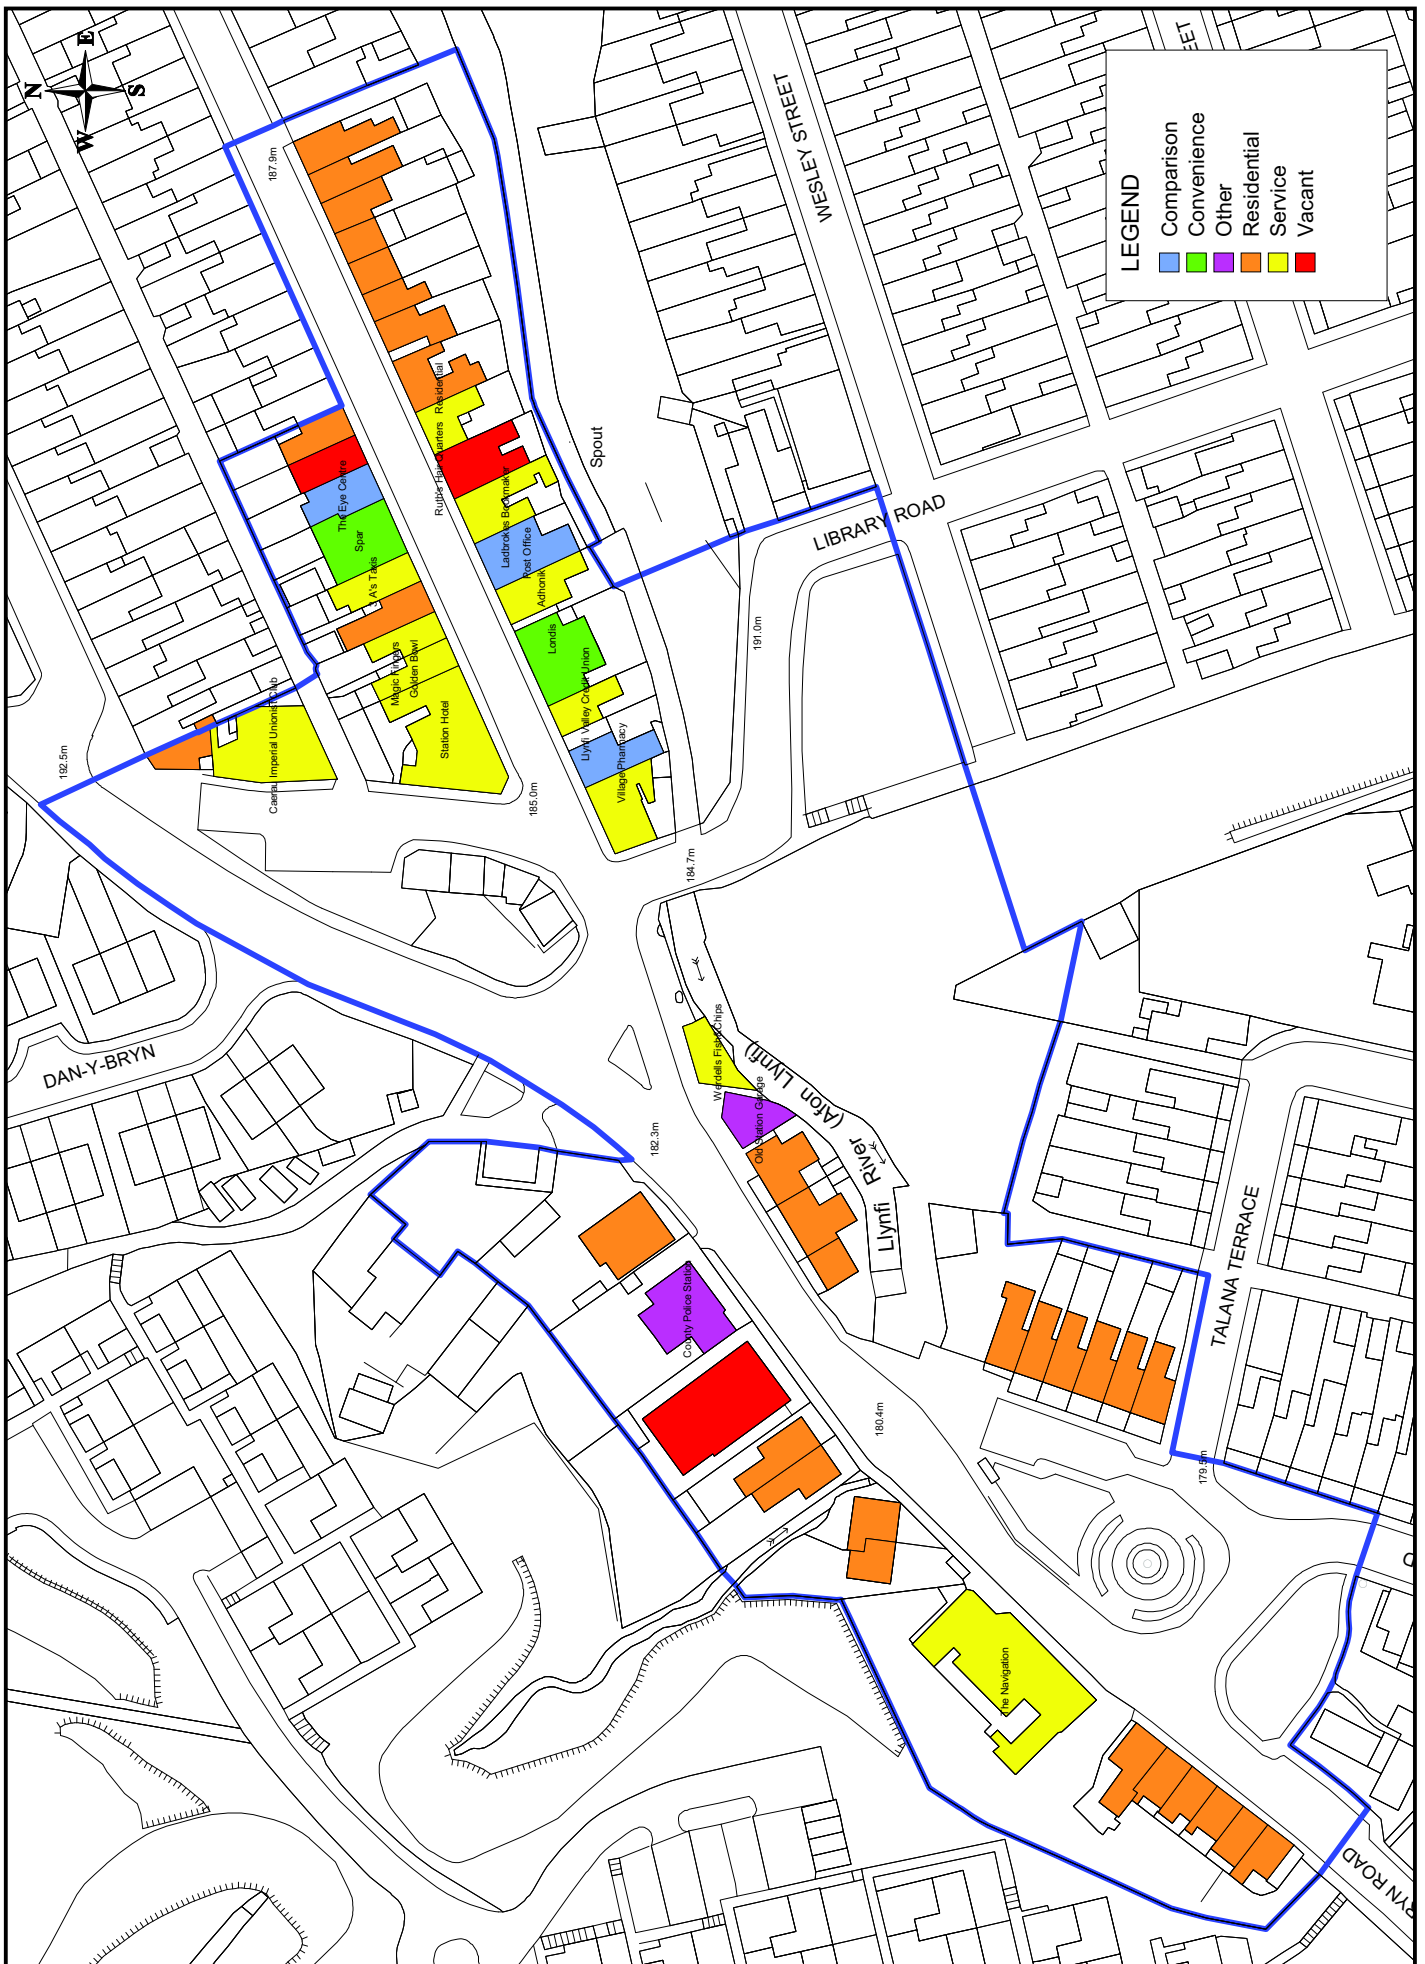 N
E
S
W
187.9m
WESLEY STREET
LEGEND
Comparison
Convenience
Other
Residential
Service
Vacant
Residential
Ruth's Hair Quarters
Ladbrokes Bookmaker
Post Office
Adhonik
Londis
Llynfi Valley Credit Union
Village Pharmacy
Spout
LIBRARY ROAD
191.0m
The Eye Centre
Spar
3 A's Taxis
Magic Fingers
Golden Bowl
Station Hotel
Caerau Imperial Unionist Club
192.5m
185.0m
184.7m
DAN-Y-BRYN
182.3m
Werdells Fish&Chips
Old Station Garage
Llynfi River (Afon Llynfi)
County Police Station
180.4m
TALANA TERRACE
179.5m
The Navigation